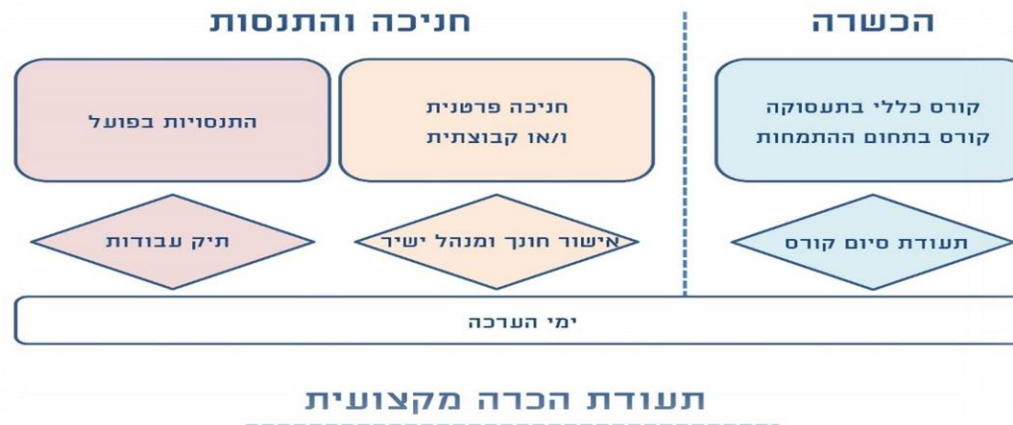 הכשרה
חניכה והתנסות
קורס כללי בתעסוקה
קורס בתחום ההתמחות
חניכה פרטנית
ו/או קבוצתית
התנסויות בפועל
תעודת סיום קורס
אישור חונך ומנהל ישיר
תיק עבודות
ימי הערכה
תעודת הכרה מקצועית